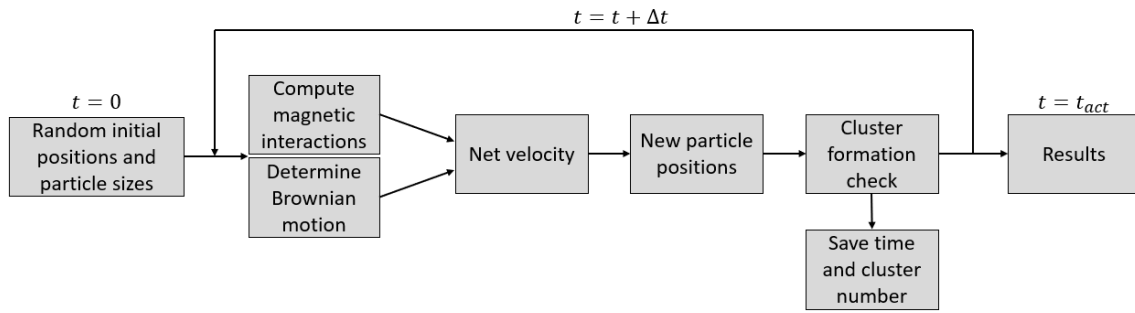 t = t + Δt
t = 0
Random initial
positions and
particle sizes
Compute
magnetic
interactions
Determine
Brownian
motion
Net velocity
New particle
positions
Cluster
formation
check
Save time
and cluster
number
t = t_act
Results